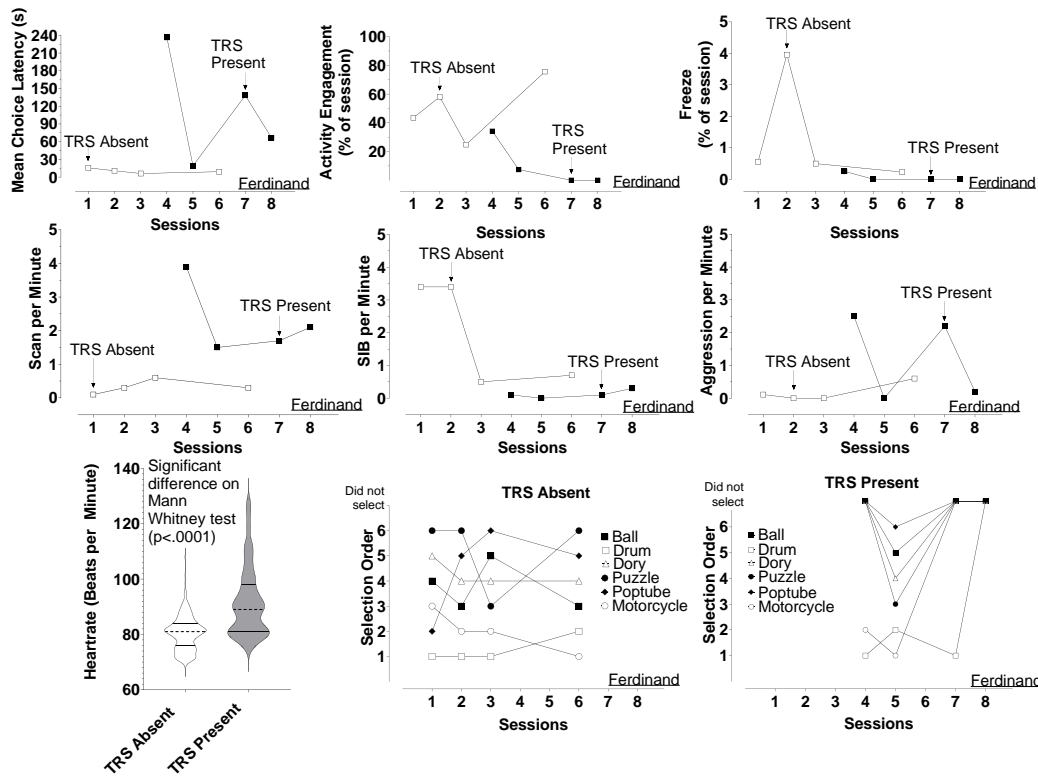 Mean Choice Latency (s)
240
210
180
150
120
90
60
30
0
TRS
Present
TRS Absent
Ferdinand
1 2 3 4 5 6 7 8
Sessions
Activity Engagement
(% of session)
100
80
60
40
20
TRS Absent
TRS
Present
Ferdinand
1 2 3 4 5 6 7 8
Sessions
Freeze
(% of session)
5
4
3
2
1
0
TRS Absent
TRS Present
Ferdinand
1 2 3 4 5 6 7 8
Sessions
Scan per Minute
5
4
3
2
1
0
TRS Present
TRS Absent
Ferdinand
1 2 3 4 5 6 7 8
Sessions
SIB per Minute
5
4
3
2
1
0
TRS Absent
TRS Present
Ferdinand
1 2 3 4 5 6 7 8
Sessions
Aggression per Minute
5
4
3
2
1
0
TRS Present
TRS Absent
Ferdinand
1 2 3 4 5 6 7 8
Sessions
Heartrate (Beats per Minute)
140
120
100
80
60
Significant
difference on
Mann
Whitney test
(p<.0001)
TRS Absent
TRS Present
TRS Absent
Did not
select
Selection Order
6
5
4
3
2
1
Ball
Drum
Dory
Puzzle
Poptube
Motorcycle
Ferdinand
1 2 3 4 5 6 7 8
Sessions
TRS Present
Did not
select
Selection Order
6
5
4
3
2
1
Ball
Drum
Dory
Puzzle
Poptube
Motorcycle
Ferdinand
1 2 3 4 5 6 7 8
Sessions